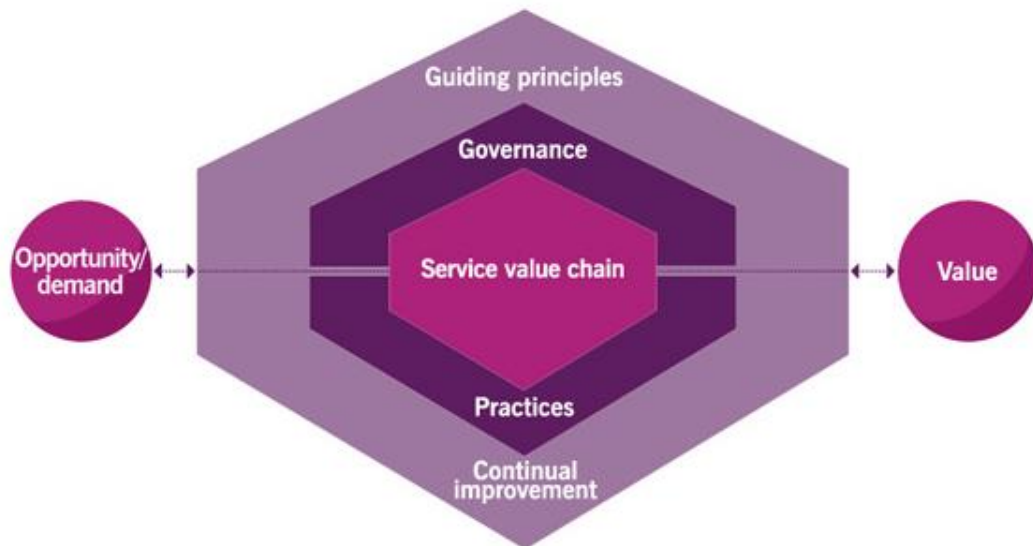 Guiding principles
Governance
Opportunity/
demand
Service value chain
Value
Practices
Continual
improvement